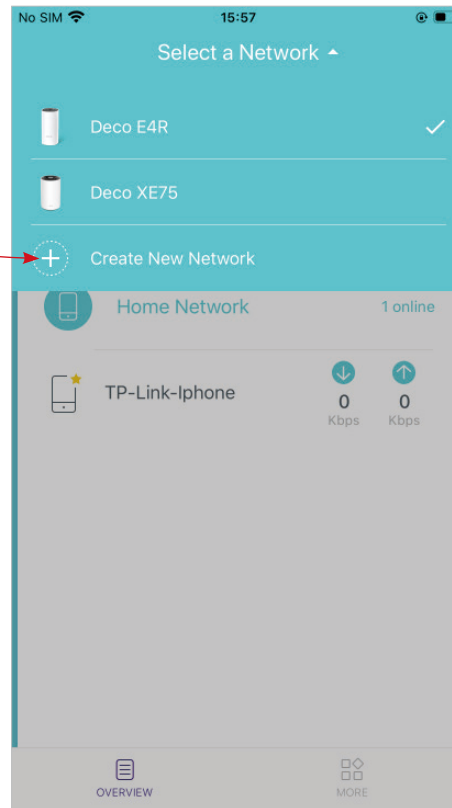 No SIM 15:57
Select a Network
Deco E4R
Deco XE75
Create New Network
Home Network 1 online
TP-Link-Iphone 0 Kbps 0 Kbps
OVERVIEW MORE